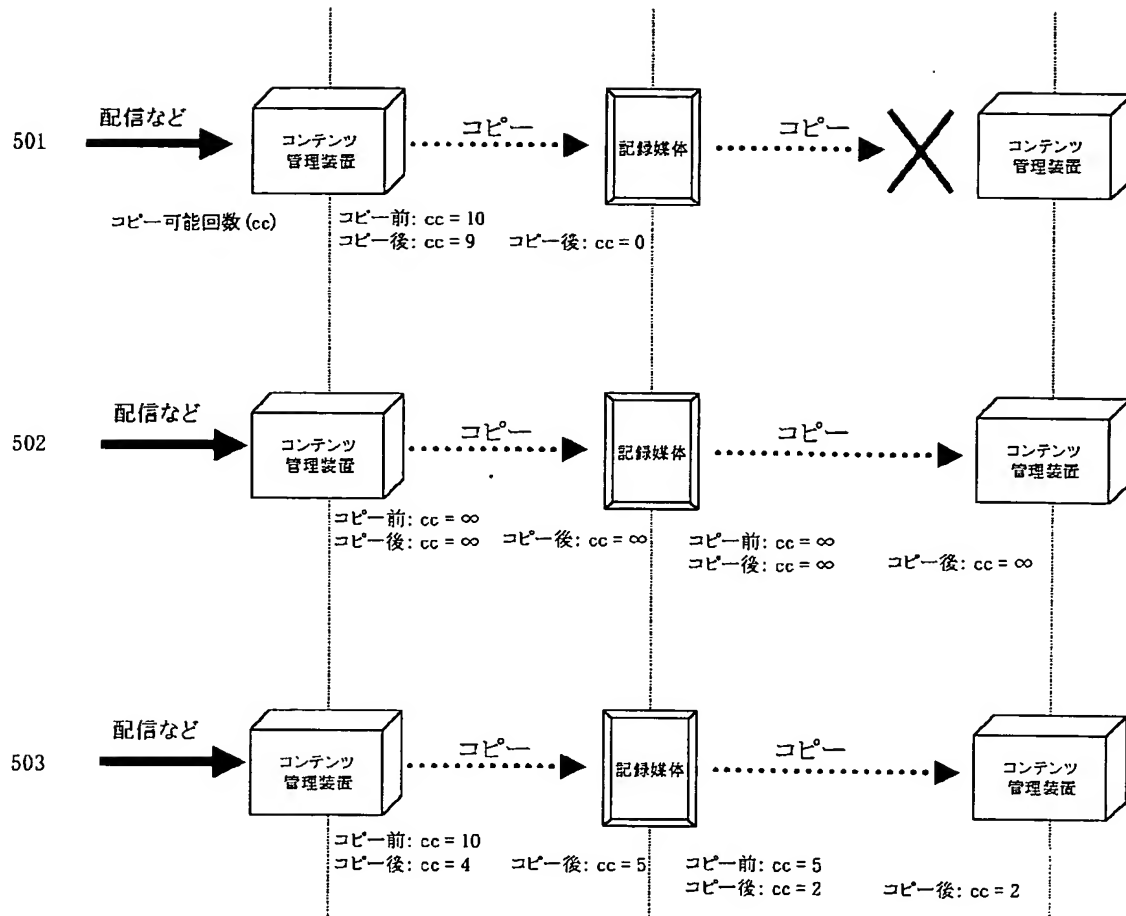 501
配信など
コンテンツ
管理装置
コピー
記録媒体
コピー
コンテンツ
管理装置
コピー可能回数(cc)
コピー前: cc = 10
コピー後: cc = 9
コピー後: cc = 0
502
配信など
コンテンツ
管理装置
コピー
記録媒体
コピー
コンテンツ
管理装置
コピー前: cc = ∞
コピー後: cc = ∞
コピー後: cc = ∞
コピー前: cc = ∞
コピー後: cc = ∞
コピー後: cc = ∞
503
配信など
コンテンツ
管理装置
コピー
記録媒体
コピー
コンテンツ
管理装置
コピー前: cc = 10
コピー後: cc = 4
コピー後: cc = 5
コピー前: cc = 5
コピー後: cc = 2
コピー後: cc = 2